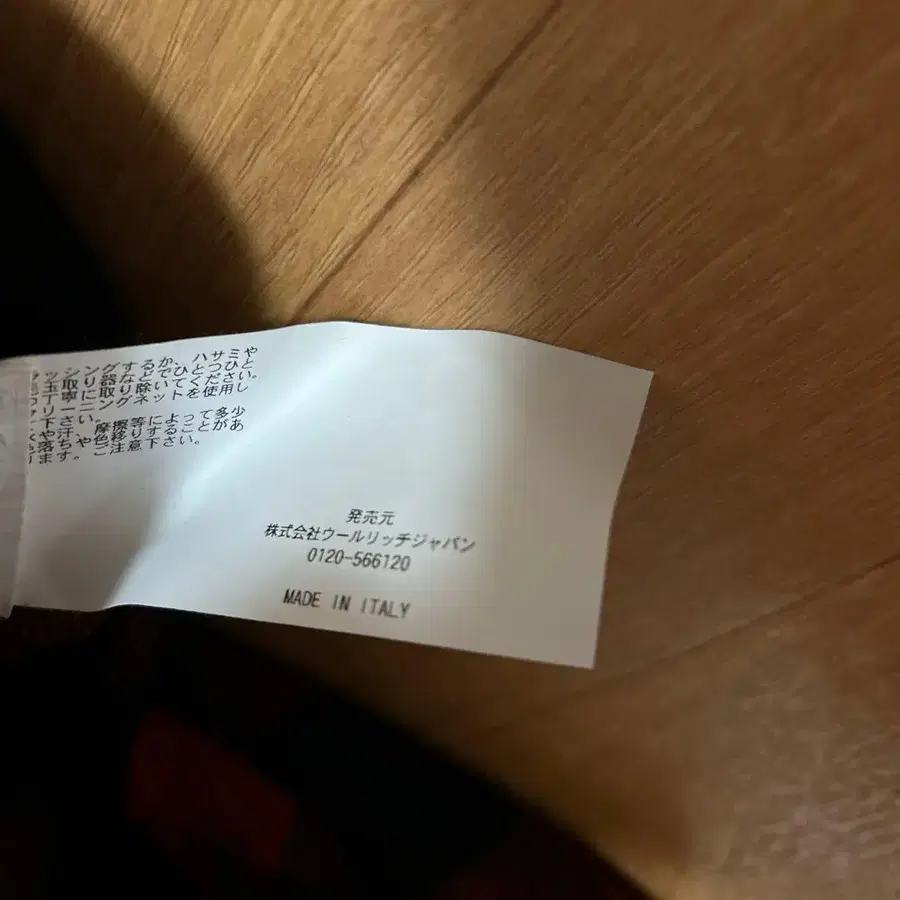 ッシングするか、ハサミや
取り器などでひとつひと
丁寧に取り除いてください。
リーニングネットを使用し
下さい。
や汗、摩擦等によって多少
落ちや色移りすることがあ
ます。ご注意下さい。
発売元
株式会社ウールリッチジャパン
0120-566120
MADE IN ITALY